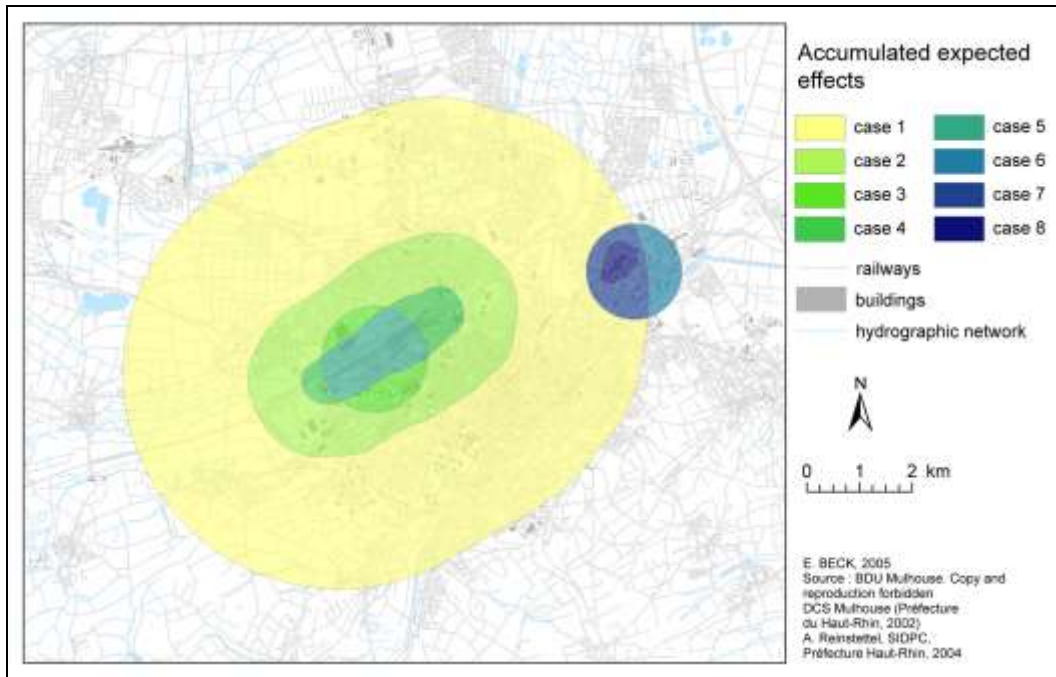 Accumulated expected
effects
case 1
case 2
case 3
case 4
case 5
case 6
case 7
case 8
railways
buildings
hydrographic network
N
0 1 2 km
E. BECK, 2005
Source : BDU Mulhouse. Copy and
reproduction forbidden
DCS Mulhouse (Préfecture
du Haut-Rhin, 2002)
A. Reinstettel, SIDPC,
Préfecture Haut-Rhin, 2004